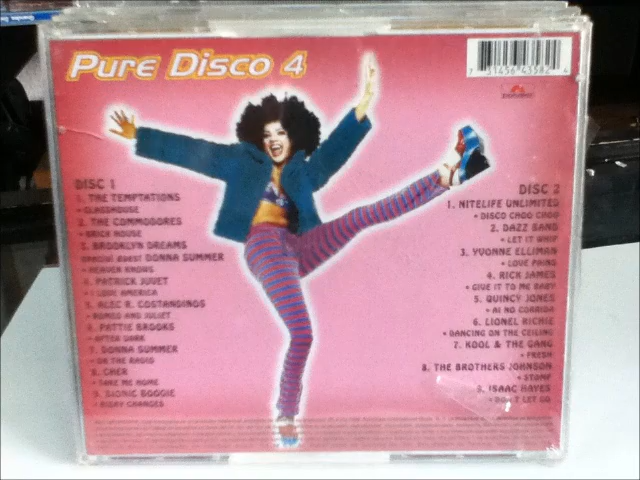 Pure Disco 4
7 31456 43582 4
DISC 1
1. THE TEMPTATIONS
• GLASSHOUSE
2. THE COMMODORES
• BRICK HOUSE
3. BROOKLYN DREAMS
special guest DONNA SUMMER
• HEAVEN KNOWS
4. PATRICK JUVET
• I LOVE AMERICA
5. ALEC R. COSTANDINOS
• ROMEO AND JULIET
6. PATTIE BROOKS
• AFTER DARK
7. DONNA SUMMER
• ON THE RADIO
8. CHER
• TAKE ME HOME
9. BIONIC BOOGIE
• RISKY CHANGES
DISC 2
1. NITELIFE UNLIMITED
• DISCO CHOO CHOO
2. DAZZ BAND
• LET IT WHIP
3. YVONNE ELLIMAN
• LOVE PAINS
4. RICK JAMES
• GIVE IT TO ME BABY
5. QUINCY JONES
• AI NO CORRIDA
6. LIONEL RICHIE
• DANCING ON THE CEILING
7. KOOL & THE GANG
• FRESH
8. THE BROTHERS JOHNSON
• STOMP
9. ISAAC HAYES
• DON'T LET GO